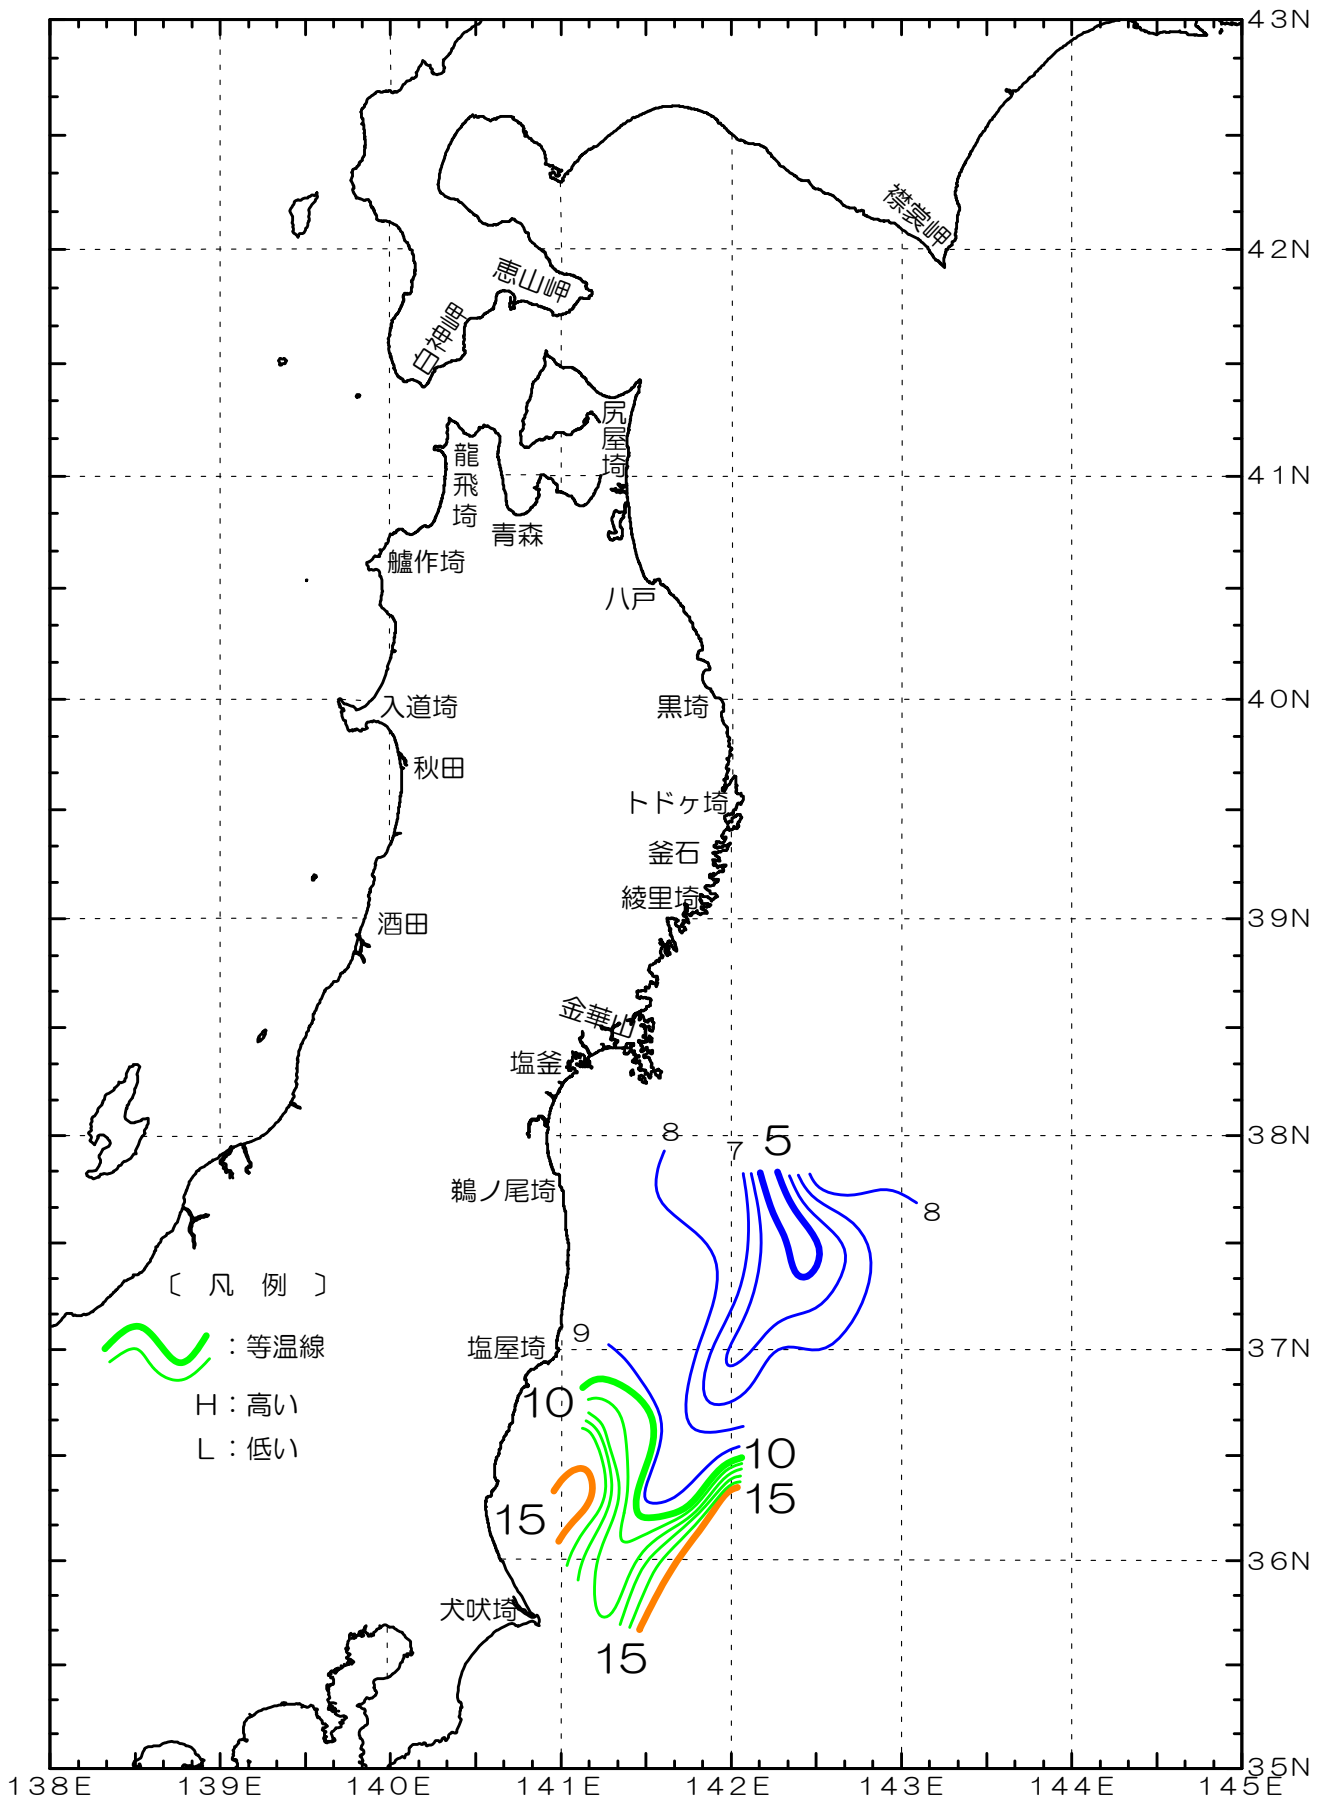 43N
襟裳岬
42N
恵山岬
白神岬
尻屋埼
龍飛埼
41N
青森
艫作埼
八戸
入道埼
黒埼
40N
秋田
トドヶ埼
釜石
綾里埼
酒田
39N
金華山
塩釜
8
7
5
38N
鵜ノ尾埼
8
〔 凡 例 〕
9
：等温線
塩屋埼
37N
H：高い
10
L：低い
10
15
15
36N
犬吠埼
15
35N
138E
139E
140E
141E
142E
143E
144E
145E